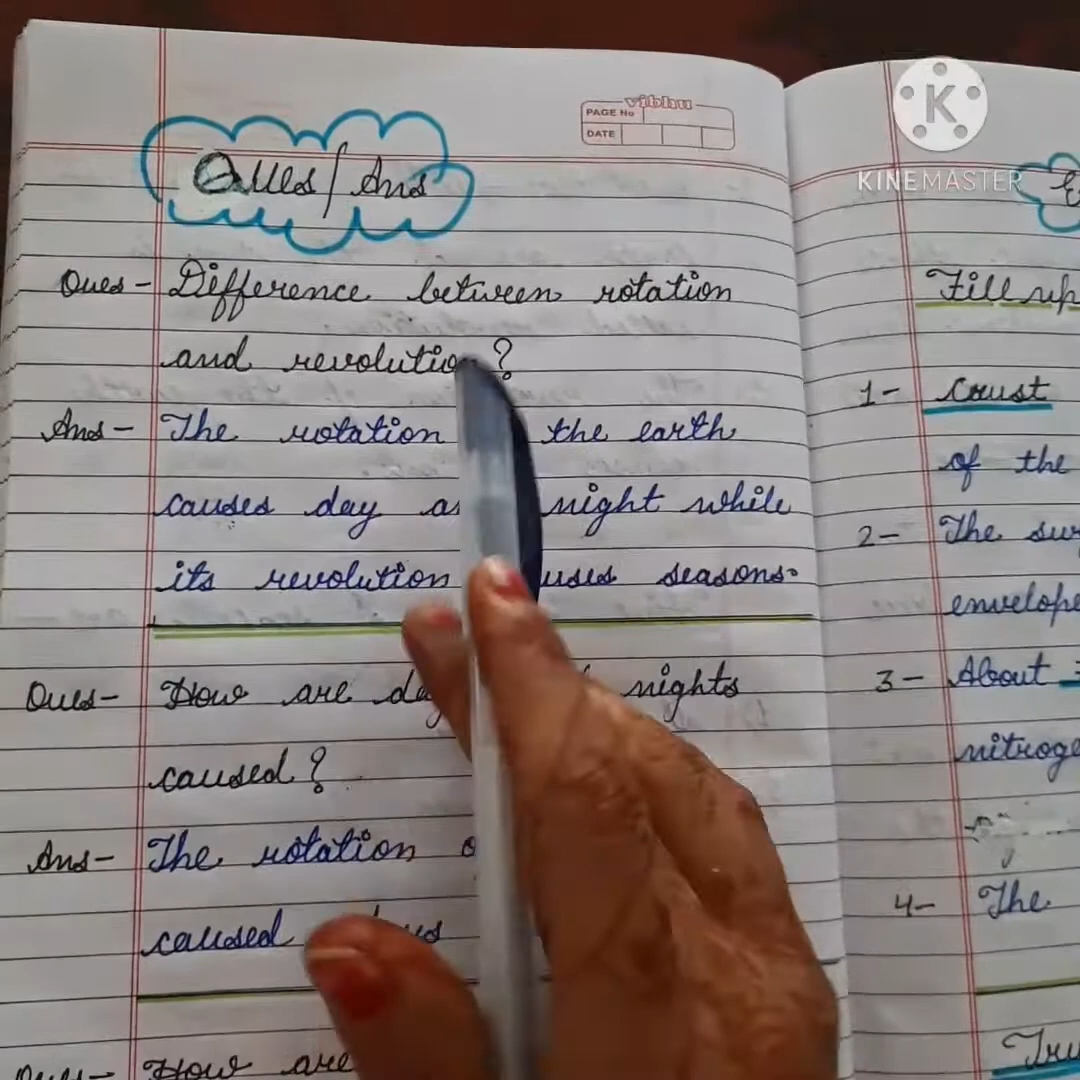 vibhu
PAGE No
DATE
K
KINEMASTER
Ques/Ans
Ques- Difference between rotation
and revolution?
Ans- The rotation the earth
causes day night while
its revolution seasons.
Ques- How are nights
caused?
Ans- The rotation
caused
Ques- How are
Fill up
1- Crust
of the
2- The
envelope
3- About
4- The